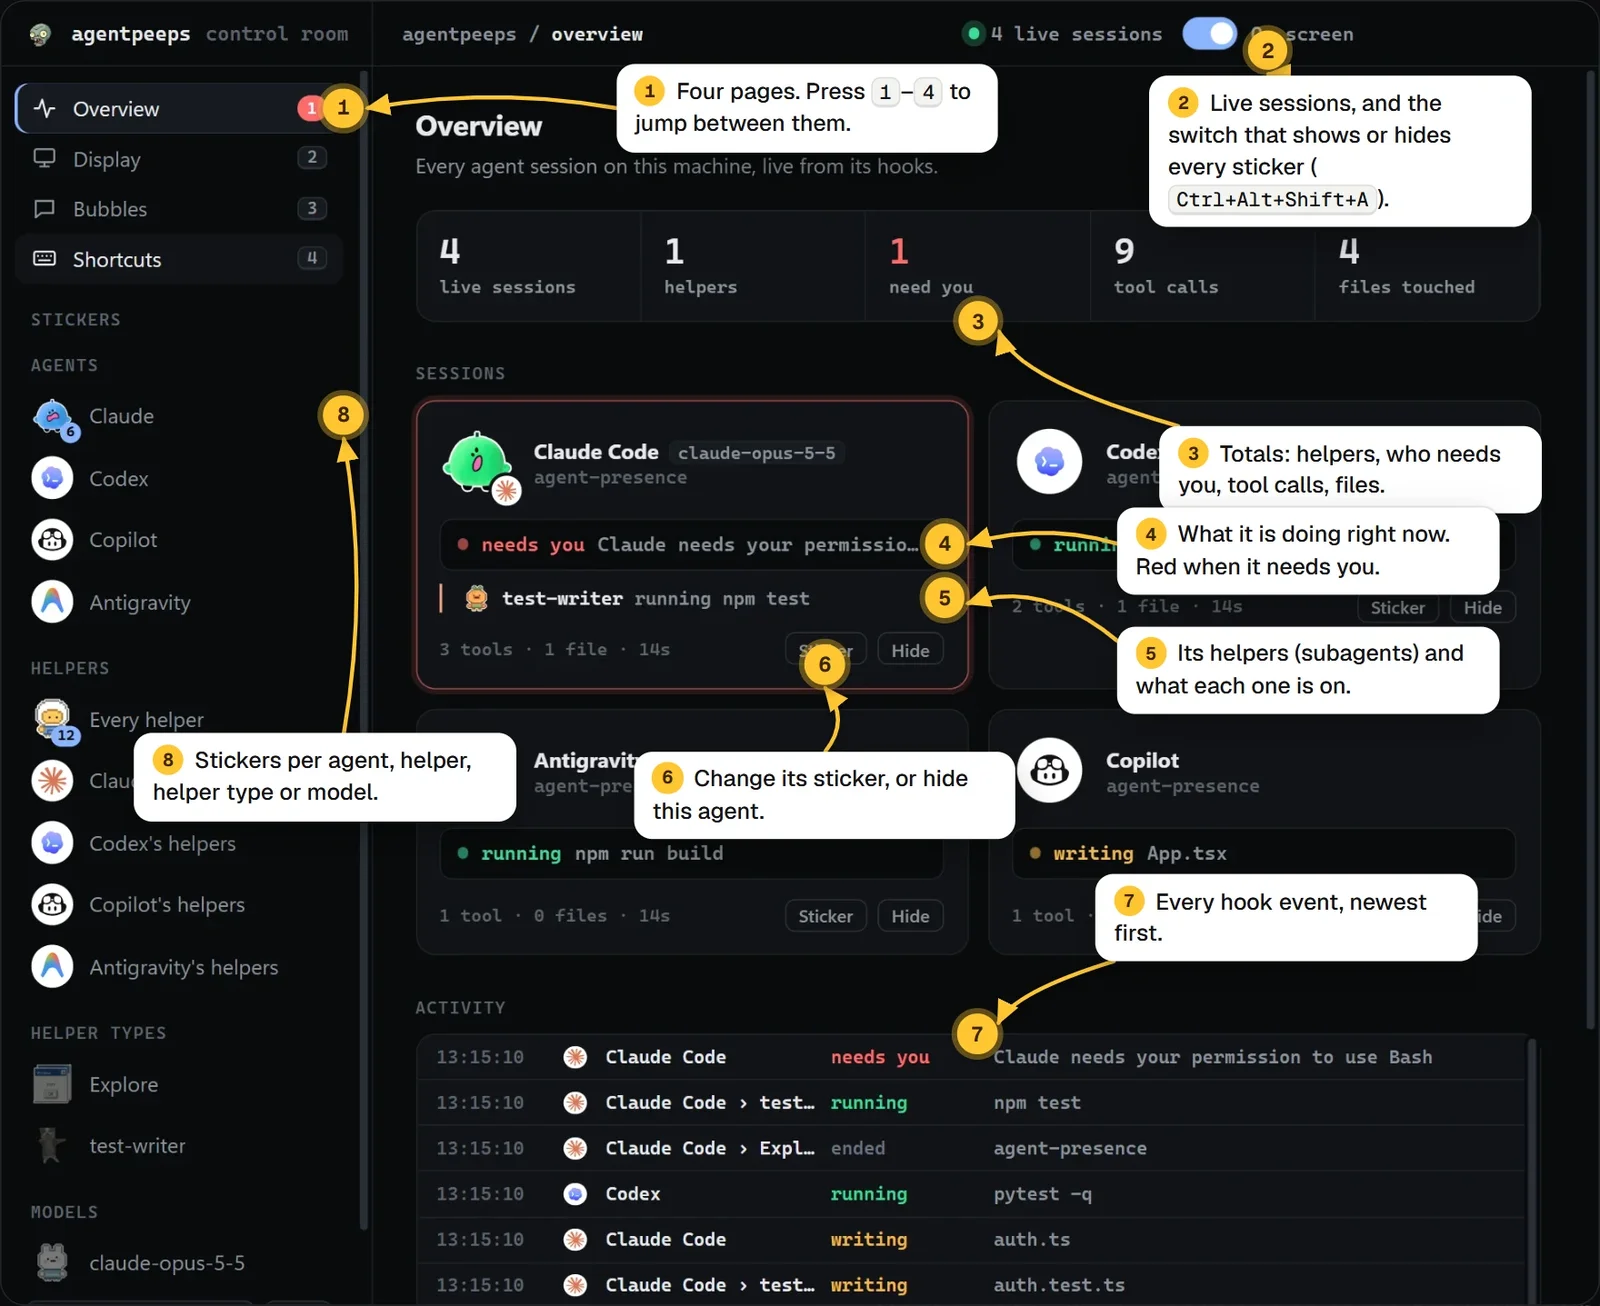 agentpeeps control room
agentpeeps / overview
4 live sessions
screen
2
Overview
1
1
Display
2
Bubbles
3
Shortcuts
4
STICKERS
AGENTS
Claude
6
8
Codex
Copilot
Antigravity
HELPERS
Every helper
12
Codex's helpers
Copilot's helpers
Antigravity's helpers
HELPER TYPES
Explore
test-writer
MODELS
claude-opus-5-5
8 Stickers per agent, helper,
helper type or model.
1 Four pages. Press 1–4 to
jump between them.
2 Live sessions, and the
switch that shows or hides
every sticker (
Ctrl+Alt+Shift+A).
Overview
Every agent session on this machine, live from its hooks.
4
live sessions
1
helpers
1
need you
9
tool calls
4
files touched
3
SESSIONS
Claude Code claude-opus-5-5
agent-presence
needs you Claude needs your permissio…
4
test-writer running npm test
5
3 tools · 1 file · 14s
6
Hide
3 Totals: helpers, who needs
you, tool calls, files.
4 What it is doing right now.
Red when it needs you.
2 tools · 1 file · 14s
Sticker
Hide
5 Its helpers (subagents) and
what each one is on.
6 Change its sticker, or hide
this agent.
running npm run build
1 tool · 0 files · 14s
Sticker
Hide
Copilot
agent-presence
writing App.tsx
1 tool ·
7 Every hook event, newest
first.
ACTIVITY
7
13:15:10 Claude Code needs you Claude needs your permission to use Bash
13:15:10 Claude Code › test… running npm test
13:15:10 Claude Code › Expl… ended agent-presence
13:15:10 Codex running pytest -q
13:15:10 Claude Code writing auth.ts
13:15:10 Claude Code › test… writing auth.test.ts